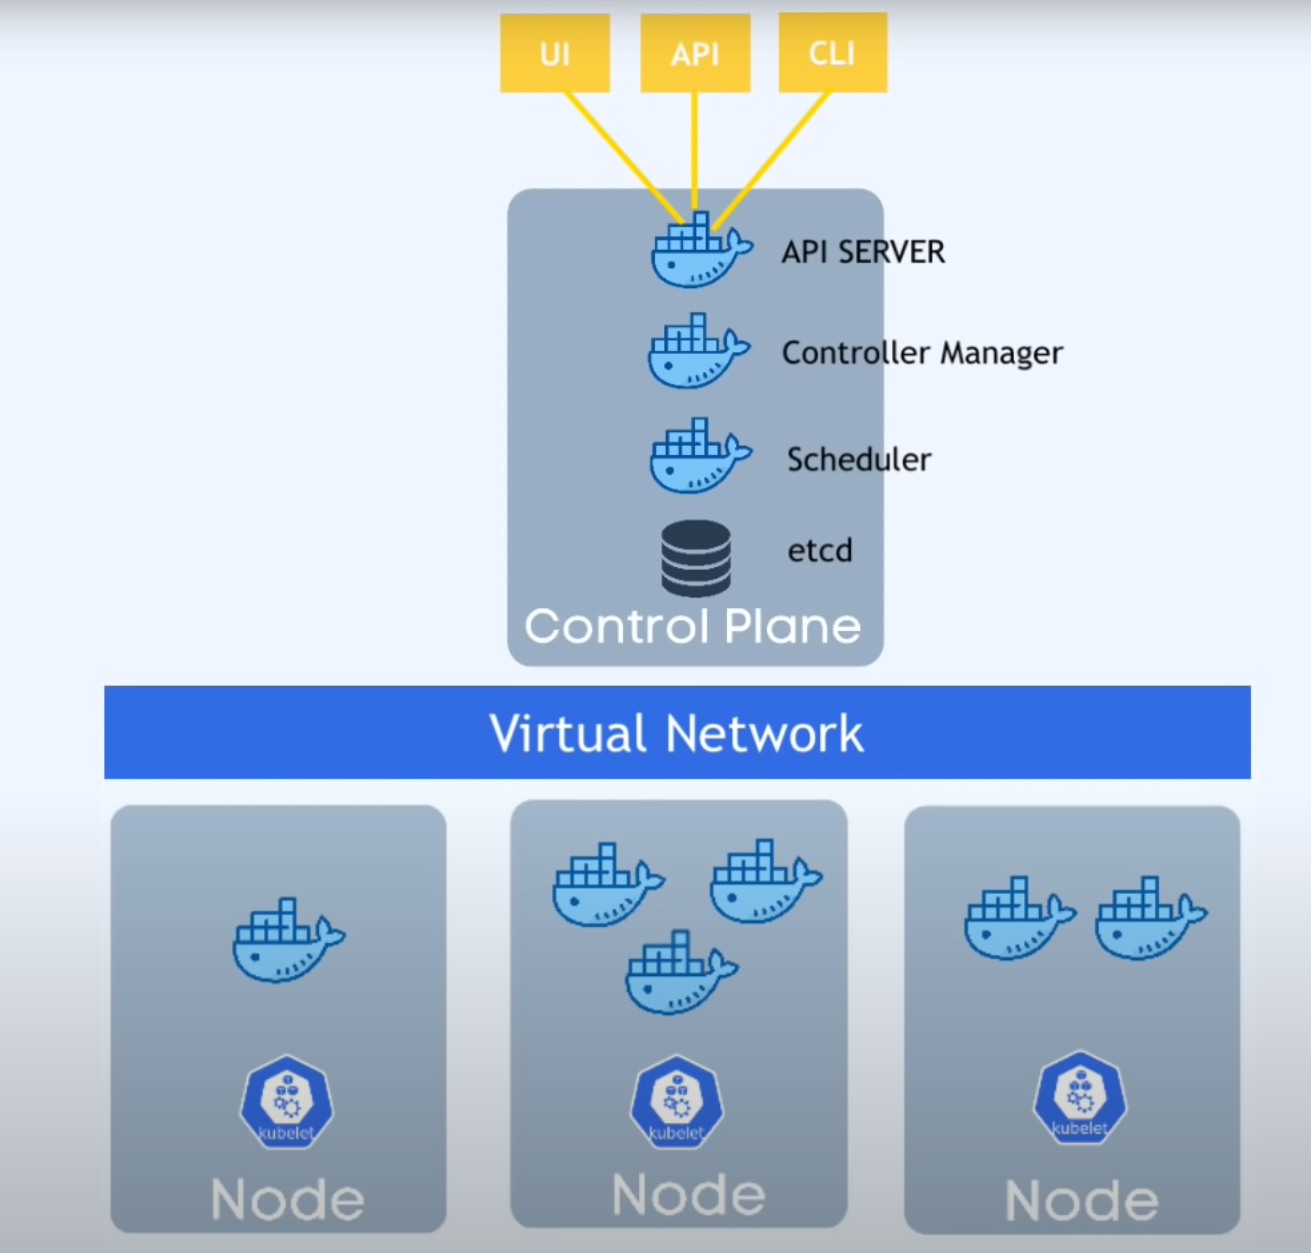 UI API CLI
API SERVER
Controller Manager
Scheduler
etcd
Control Plane
Virtual Network
kubelet kubelet kubelet
Node Node Node